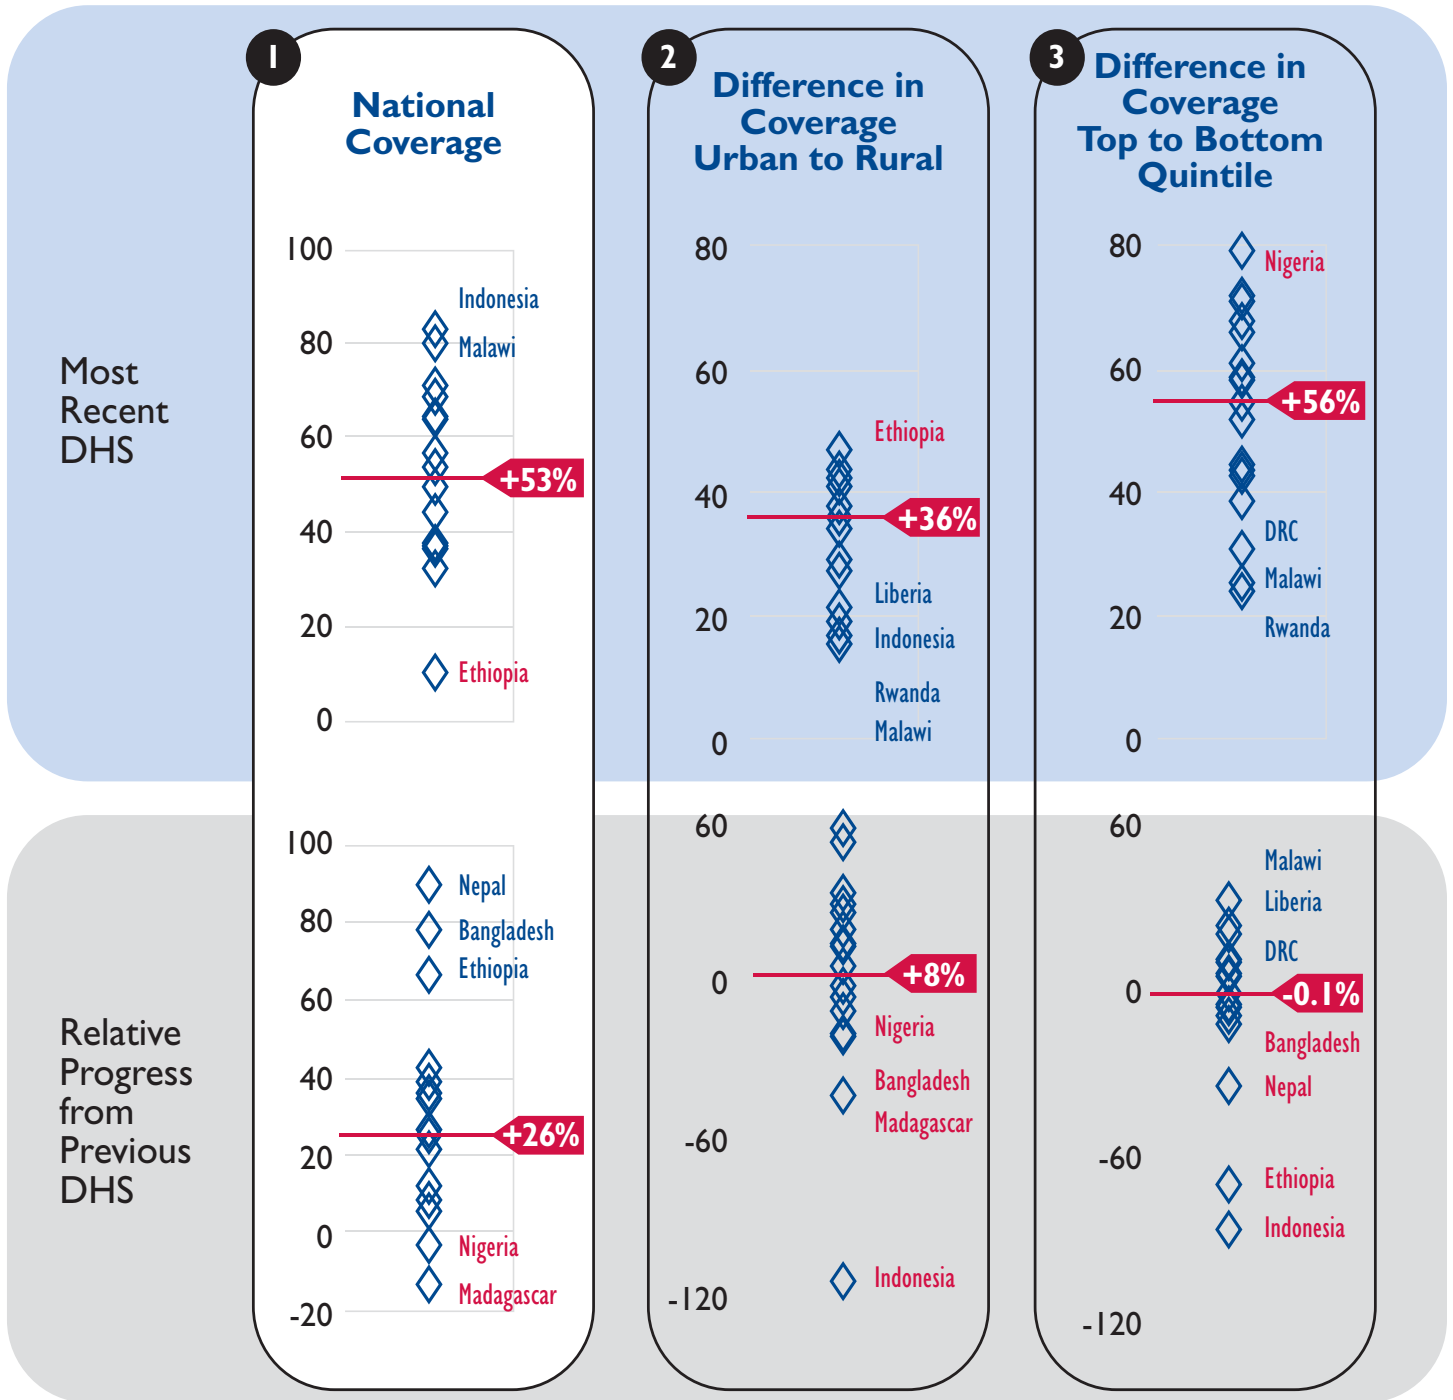 1
National
Coverage
2
Difference in
Coverage
Urban to Rural
3
Difference in
Coverage
Top to Bottom
Quintile
Most
Recent
DHS
100
80
60
40
20
0
Indonesia
Malawi
+53%
Ethiopia
80
60
40
20
0
Ethiopia
+36%
Liberia
Indonesia
Rwanda
Malawi
80
60
40
20
0
Nigeria
+56%
DRC
Malawi
Rwanda
Relative
Progress
from
Previous
DHS
100
80
60
40
20
0
-20
Nepal
Bangladesh
Ethiopia
+26%
Nigeria
Madagascar
60
0
-60
-120
+8%
Nigeria
Bangladesh
Madagascar
Indonesia
60
0
-60
-120
Malawi
Liberia
DRC
-0.1%
Bangladesh
Nepal
Ethiopia
Indonesia